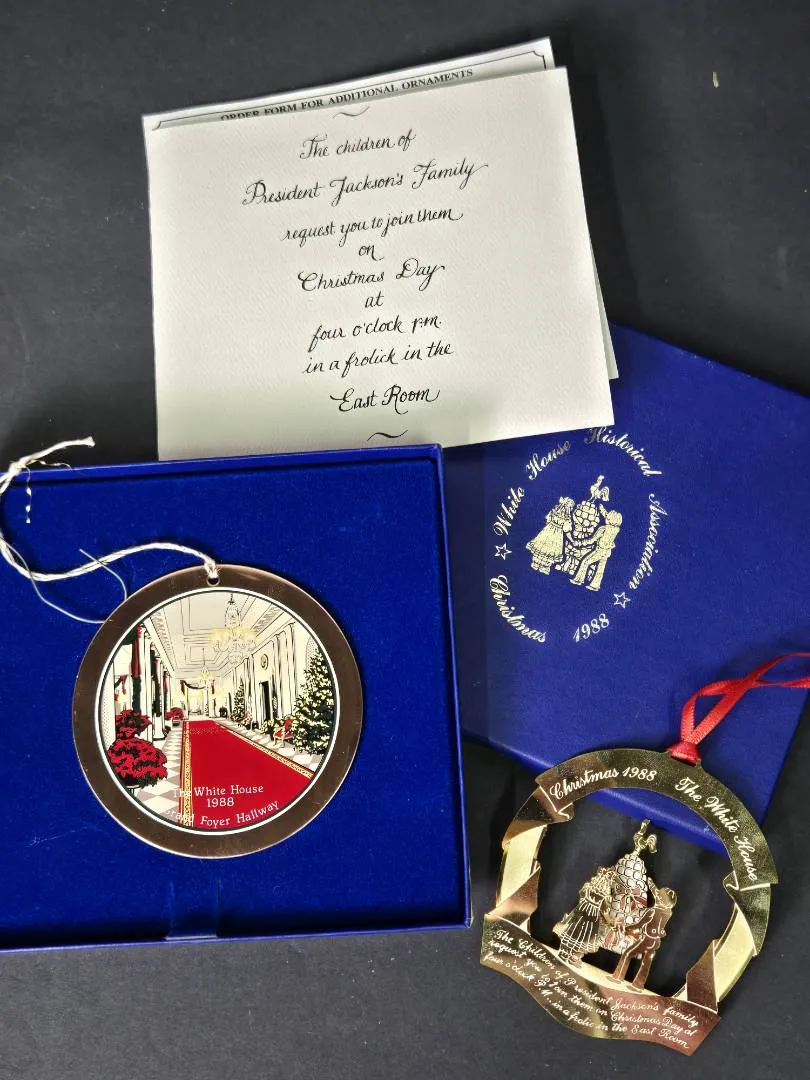 ORDER FORM FOR ADDITIONAL ORNAMENTS
The children of
President Jackson's Family
request you to join them
on
Christmas Day
at
four o'clock p.m.
in a frolick in the
East Room
White House Historical Association
Christmas 1988
The White House
1988
Grand Foyer Hallway
Christmas 1988 The White House
The Children of President Jackson's family
request you to join them on Christmas Day at
four o'clock P.M. in a frolic in the East Room